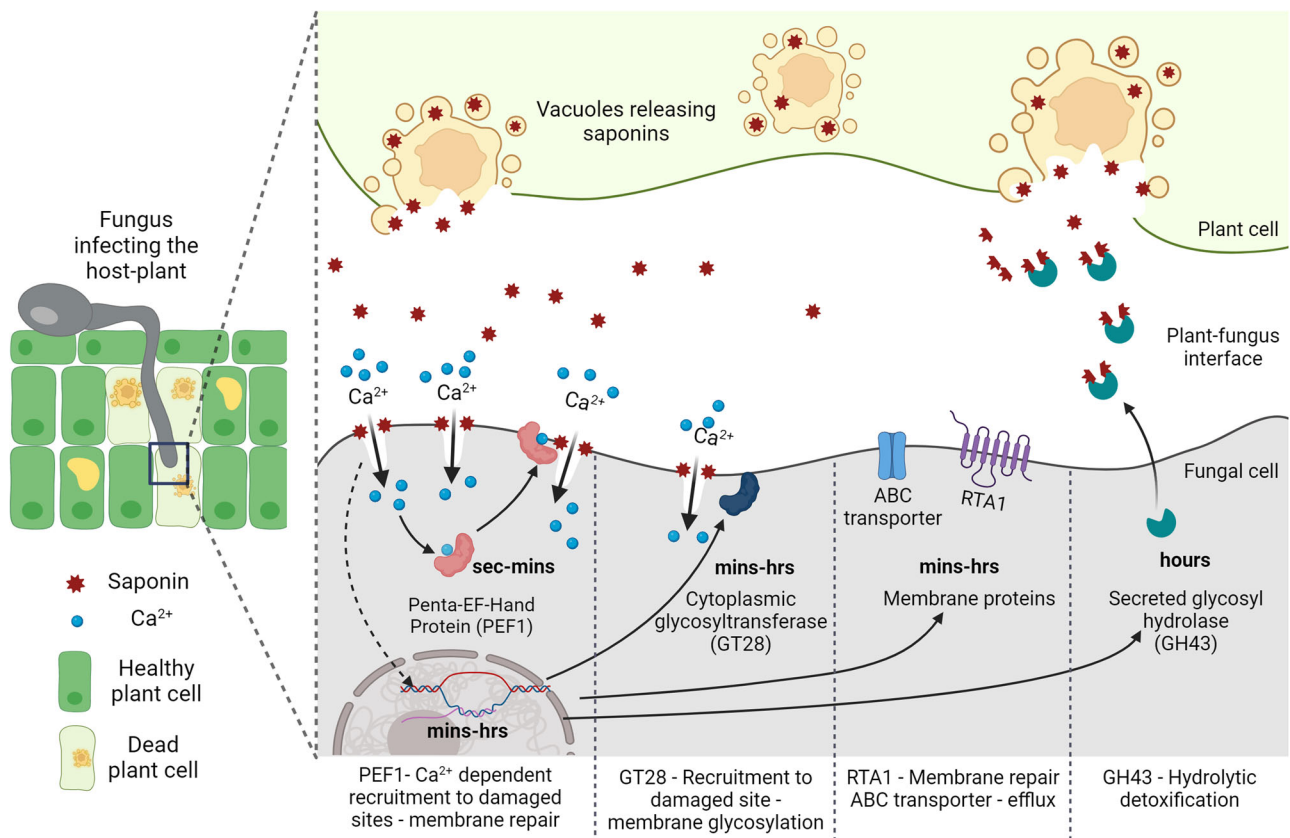 Fungus
infecting the
host-plant
Saponin
Ca²⁺
Healthy
plant cell
Dead
plant cell
Vacuoles releasing
saponins
Plant cell
Plant-fungus
interface
Fungal cell
Ca²⁺
Ca²⁺
Ca²⁺
Ca²⁺
sec-mins
Penta-EF-Hand
Protein (PEF1)
mins-hrs
mins-hrs
Cytoplasmic
glycosyltransferase
(GT28)
ABC
transporter
RTA1
mins-hrs
Membrane proteins
hours
Secreted glycosyl
hydrolase
(GH43)
PEF1- Ca²⁺ dependent
recruitment to damaged
sites - membrane repair
GT28 - Recruitment to
damaged site -
membrane glycosylation
RTA1 - Membrane repair
ABC transporter - efflux
GH43 - Hydrolytic
detoxification